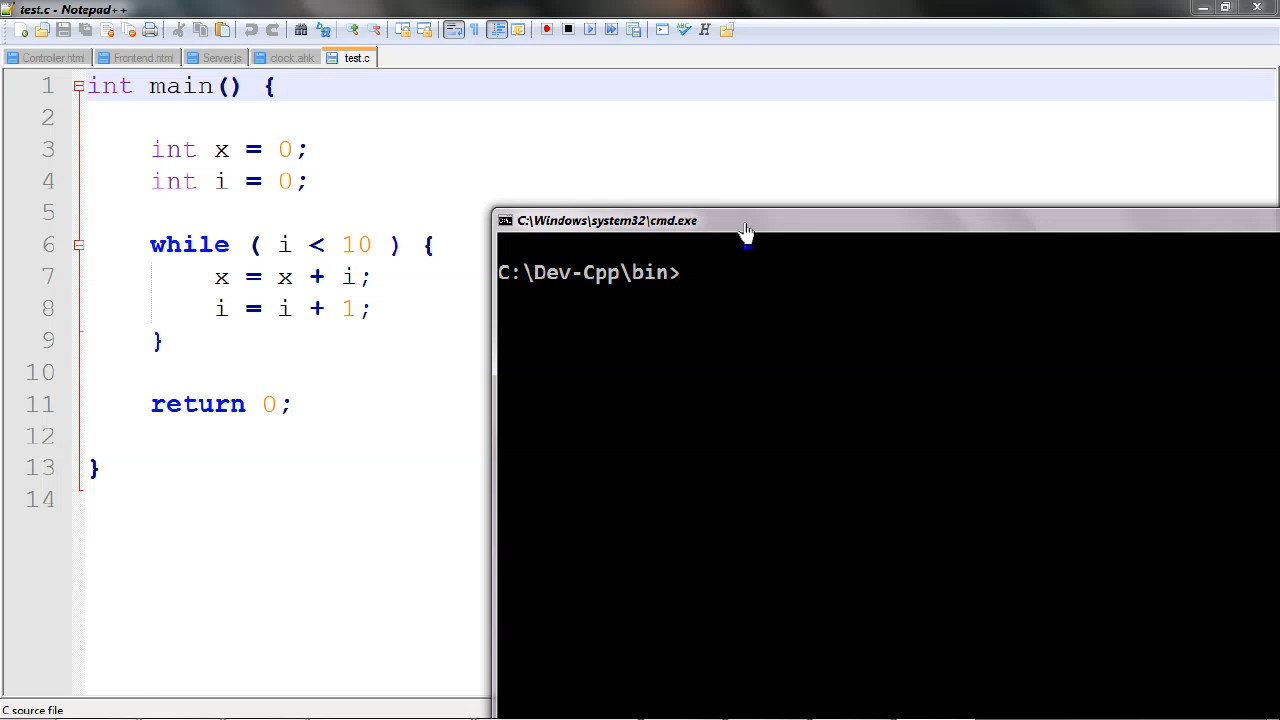 test.c - Notepad++
Controller.html Frontend.html Server.js clock.ahk test.c
1 int main() {
2
3 int x = 0;
4 int i = 0;
5
6 while ( i < 10 ) {
7 x = x + i;
8 i = i + 1;
9 }
10
11 return 0;
12
13 }
14
C:\Windows\system32\cmd.exe
C:\Dev-Cpp\bin>
C source file